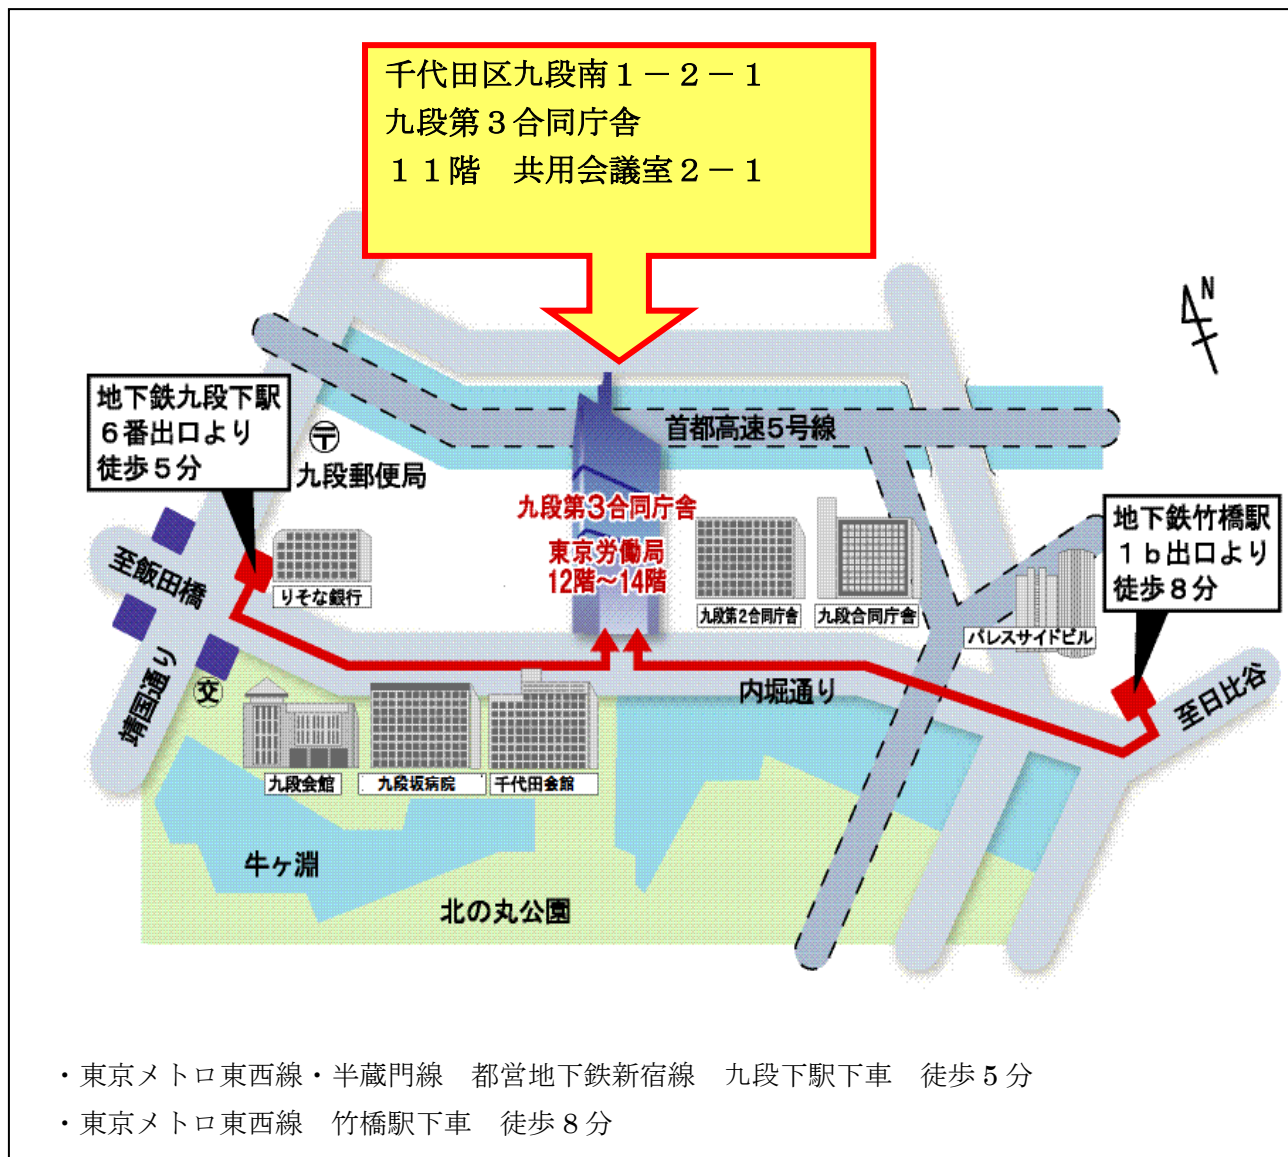 千代田区九段南１－２－１
九段第３合同庁舎
１１階　共用会議室２－１
N
地下鉄九段下駅
６番出口より
徒歩５分
〒
九段郵便局
首都高速5号線
九段第3合同庁舎
東京労働局
12階～14階
地下鉄竹橋駅
１ｂ出口より
徒歩８分
至飯田橋
りそな銀行
九段第2合同庁舎
九段合同庁舎
パレスサイドビル
靖国通り
交
内堀通り
至日比谷
九段会館
九段坂病院
千代田会館
牛ヶ淵
北の丸公園
・東京メトロ東西線・半蔵門線　都営地下鉄新宿線　九段下駅下車　徒歩 5 分
・東京メトロ東西線　竹橋駅下車　徒歩 8 分